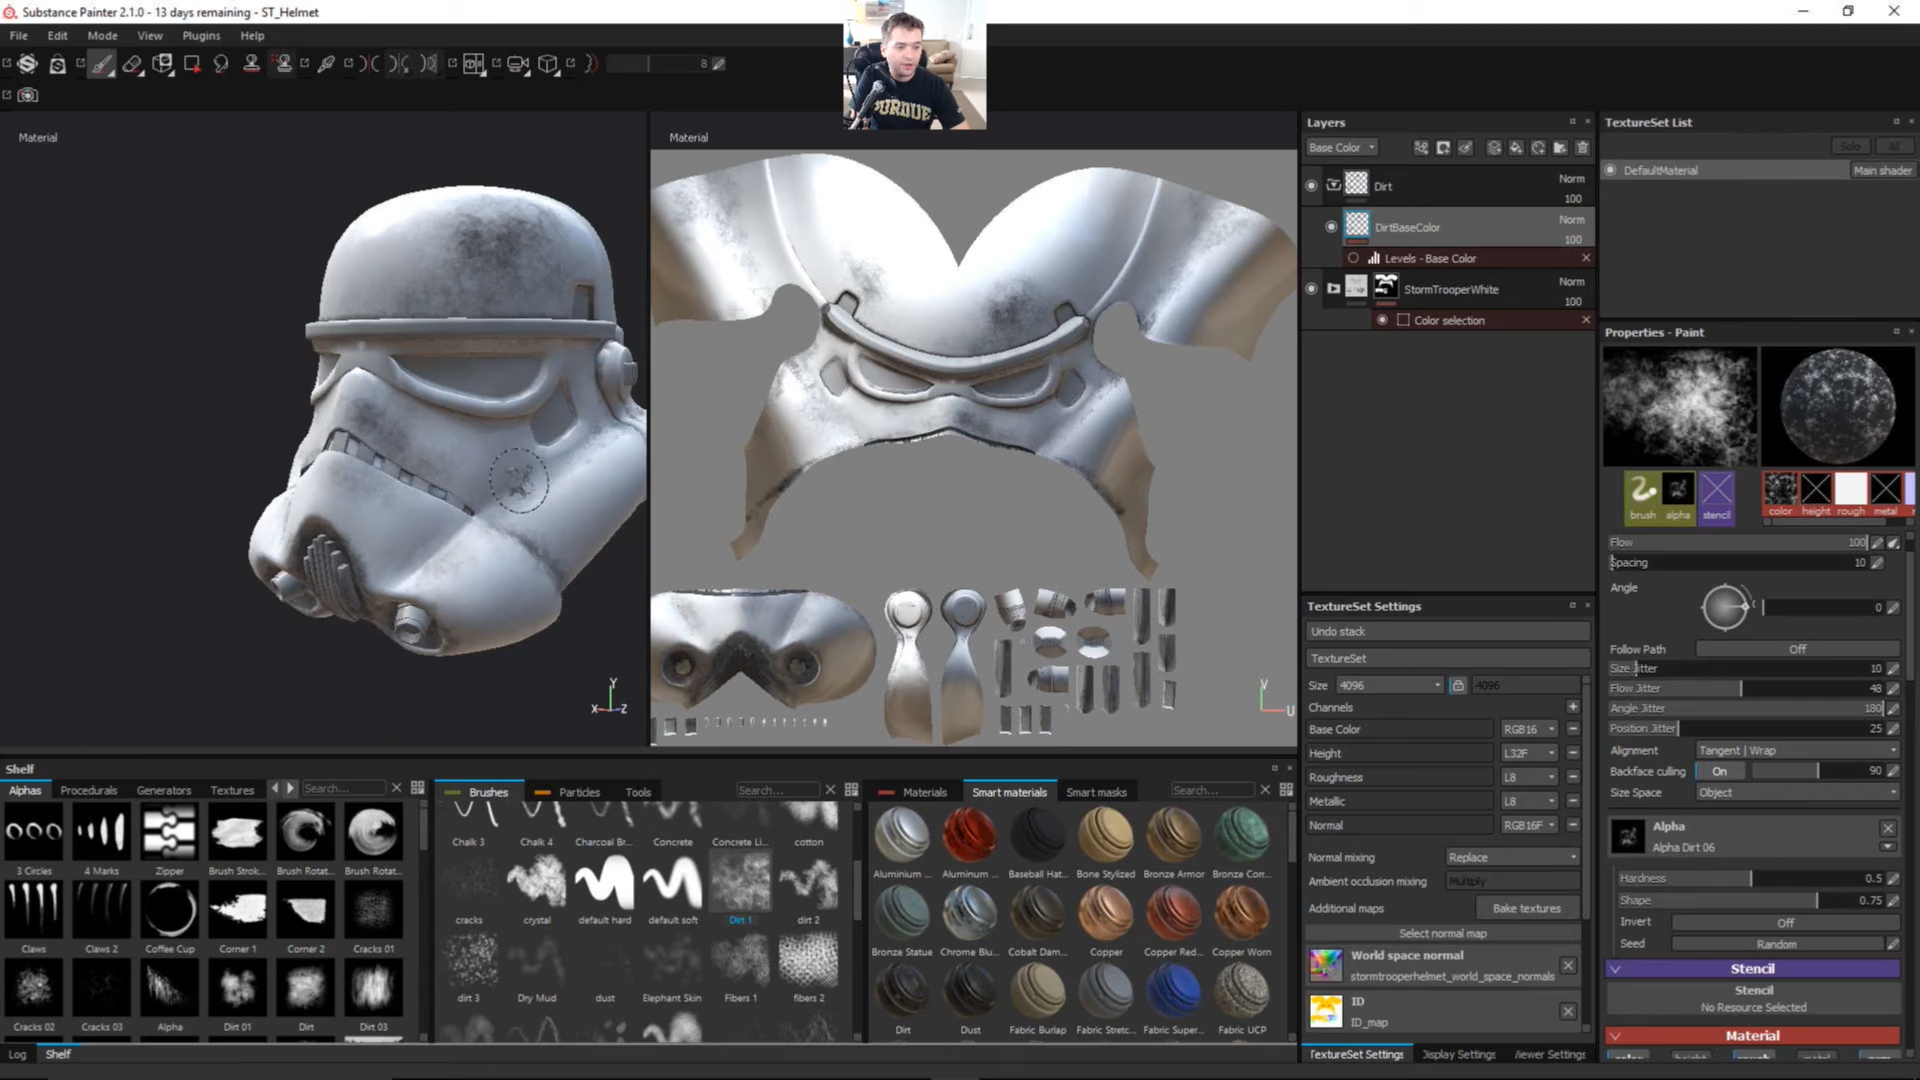 Substance Painter 2.1.0 - 13 days remaining - ST_Helmet
File Edit Mode View Plugins Help
8
PURDUE
Material
Material
X Y Z
V U
Layers
Base Color
Dirt Norm 100
DirtBaseColor Norm 100
Levels - Base Color
StormTrooperWhite Norm 100
Color selection
TextureSet List
Solo All
DefaultMaterial Main shader
Properties - Paint
brush alpha stencil color height rough metal
Flow 100
Spacing 10
Angle 0
Follow Path Off
Size Jitter 10
Flow Jitter 48
Angle Jitter 180
Position Jitter 25
Alignment Tangent | Wrap
Backface culling On 90
Size Space Object
Alpha
Alpha Dirt 06
Hardness 0.5
Shape 0.75
Invert Off
Seed Random
Stencil
Stencil
No Resource Selected
Material
TextureSet Settings
Undo stack
TextureSet
Size 4096 4096
Channels
Base Color RGB16
Height L32F
Roughness L8
Metallic L8
Normal RGB16F
Normal mixing Replace
Ambient occlusion mixing Multiply
Additional maps Bake textures
Select normal map
World space normal
stormtrooperhelmet_world_space_normals
ID
ID_map
TextureSet Settings Display Settings Viewer Settings
Shelf
Alphas Procedurals Generators Textures Search...
3 Circles 4 Marks Zipper Brush Strok... Brush Rotat... Brush Rotat...
Claws Claws 2 Coffee Cup Corner 1 Corner 2 Cracks 01
Cracks 02 Cracks 03 Alpha Dirt 01 Dirt Dirt 03
Brushes Particles Tools Search...
Chalk 3 Chalk 4 Charcoal Br... Concrete Concrete Li... cotton
cracks crystal default hard default soft Dirt 1 dirt 2
dirt 3 Dry Mud dust Elephant Skin Fibers 1 fibers 2
Materials Smart materials Smart masks Search...
Aluminium ... Aluminum ... Baseball Hat... Bone Stylized Bronze Armor Bronze Corr...
Bronze Statue Chrome Blu... Cobalt Dam... Copper Copper Red... Copper Worn
Dirt Dust Fabric Burlap Fabric Stretc... Fabric Super... Fabric UCP
Log Shelf